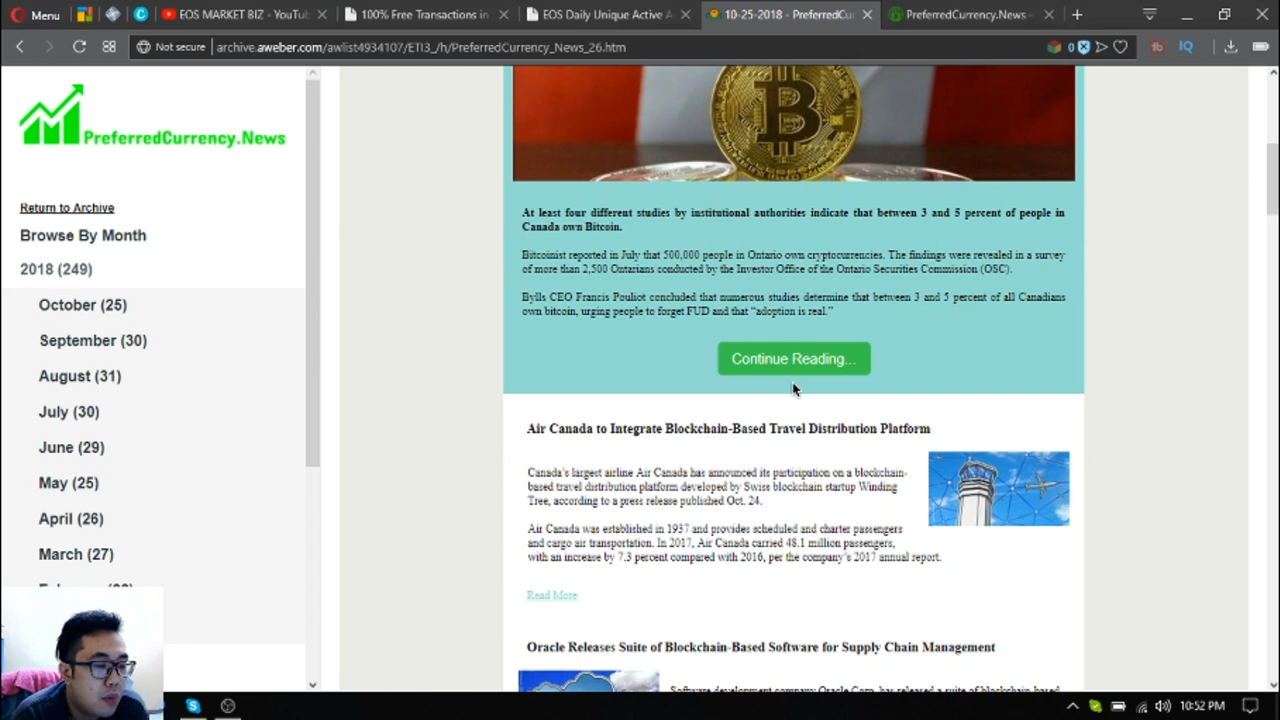 Menu
EOS MARKET BIZ - YouTu
100% Free Transactions in
EOS Daily Unique Active A
10-25-2018 - PreferredCur
PreferredCurrency.News -
Not secure
archive.aweber.com/awlist4934107/ETI3_/h/PreferredCurrency_News_26.htm
0
IQ
PreferredCurrency.News
Return to Archive
Browse By Month
2018 (249)
October (25)
September (30)
August (31)
July (30)
June (29)
May (25)
April (26)
March (27)
At least four different studies by institutional authorities indicate that between 3 and 5 percent of people in
Canada own Bitcoin.
Bitcoinist reported in July that 500,000 people in Ontario own cryptocurrencies. The findings were revealed in a survey
of more than 2,500 Ontarians conducted by the Investor Office of the Ontario Securities Commission (OSC).
Bylls CEO Francis Pouliot concluded that numerous studies determine that between 3 and 5 percent of all Canadians
own bitcoin, urging people to forget FUD and that “adoption is real.”
Continue Reading...
Air Canada to Integrate Blockchain-Based Travel Distribution Platform
Canada’s largest airline Air Canada has announced its participation on a blockchain-
based travel distribution platform developed by Swiss blockchain startup Winding
Tree, according to a press release published Oct. 24.
Air Canada was established in 1937 and provides scheduled and charter passengers
and cargo air transportation. In 2017, Air Canada carried 48.1 million passengers,
with an increase by 7.3 percent compared with 2016, per the company’s 2017 annual report.
Read More
Oracle Releases Suite of Blockchain-Based Software for Supply Chain Management
Software development company Oracle Corp. has released a suite of blockchain-based
10:52 PM